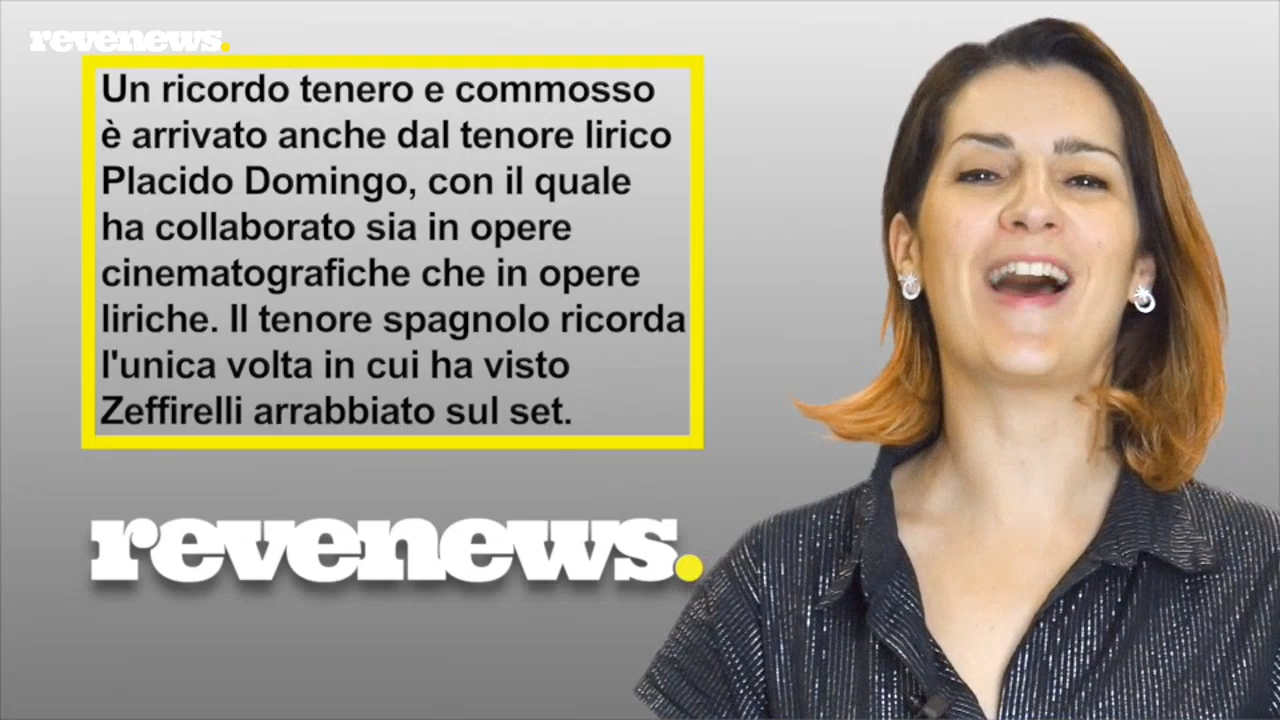 revenews.
Un ricordo tenero e commosso
è arrivato anche dal tenore lirico
Placido Domingo, con il quale
ha collaborato sia in opere
cinematografiche che in opere
liriche. Il tenore spagnolo ricorda
l'unica volta in cui ha visto
Zeffirelli arrabbiato sul set.
revenews.